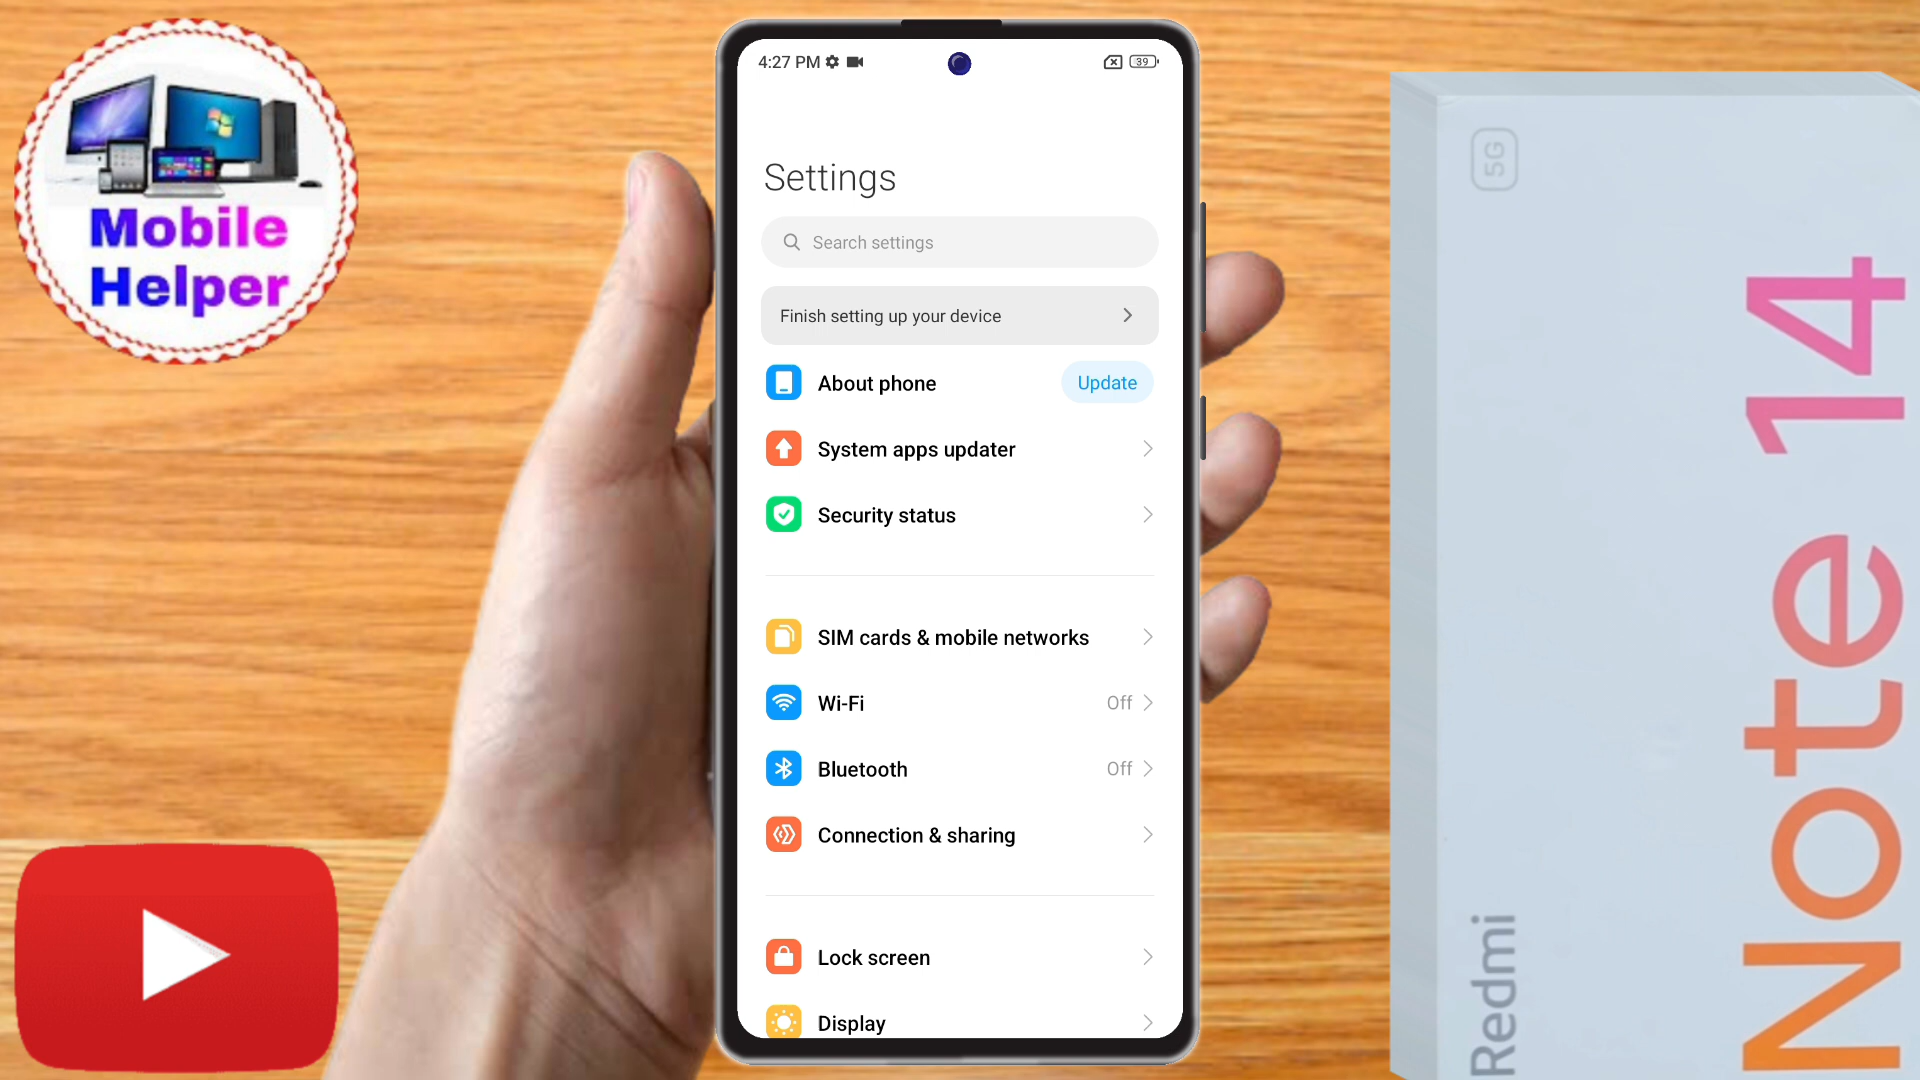 Mobile
Helper
4:27 PM
39
Settings
Search settings
Finish setting up your device
About phone
Update
System apps updater
Security status
SIM cards & mobile networks
Wi-Fi
Off
Bluetooth
Off
Connection & sharing
Lock screen
Display
5G
Redmi
Note 14